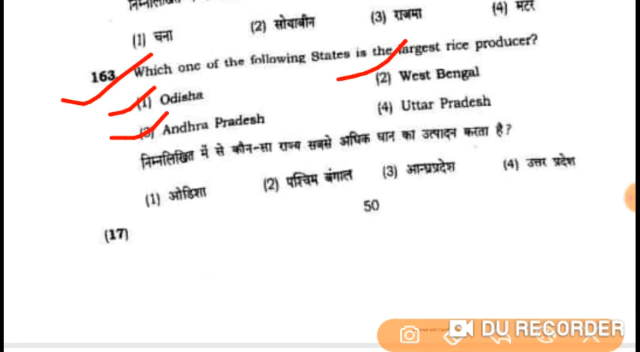 (1) चना (2) सोयाबीन (3) राजमा (4) मटर
163. Which one of the following States is the largest rice producer?
(1) Odisha (2) West Bengal
(3) Andhra Pradesh (4) Uttar Pradesh
निम्नलिखित में से कौन-सा राज्य सबसे अधिक धान का उत्पादन करता है?
(1) ओडिशा (2) पश्चिम बंगाल (3) आन्ध्रप्रदेश (4) उत्तर प्रदेश
50
(17)
DU RECORDER